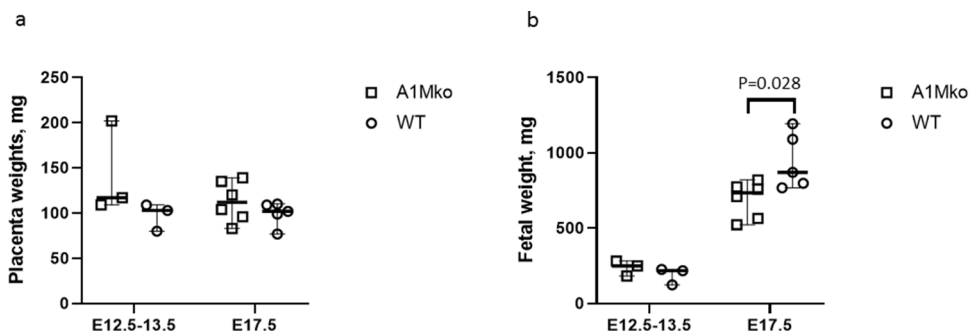 a
Placenta weights, mg
250
200
150
100
50
0
E12.5-13.5
E17.5
A1Mko
WT
b
Fetal weight, mg
1500
1000
500
0
P=0.028
E12.5-13.5
E17.5
A1Mko
WT